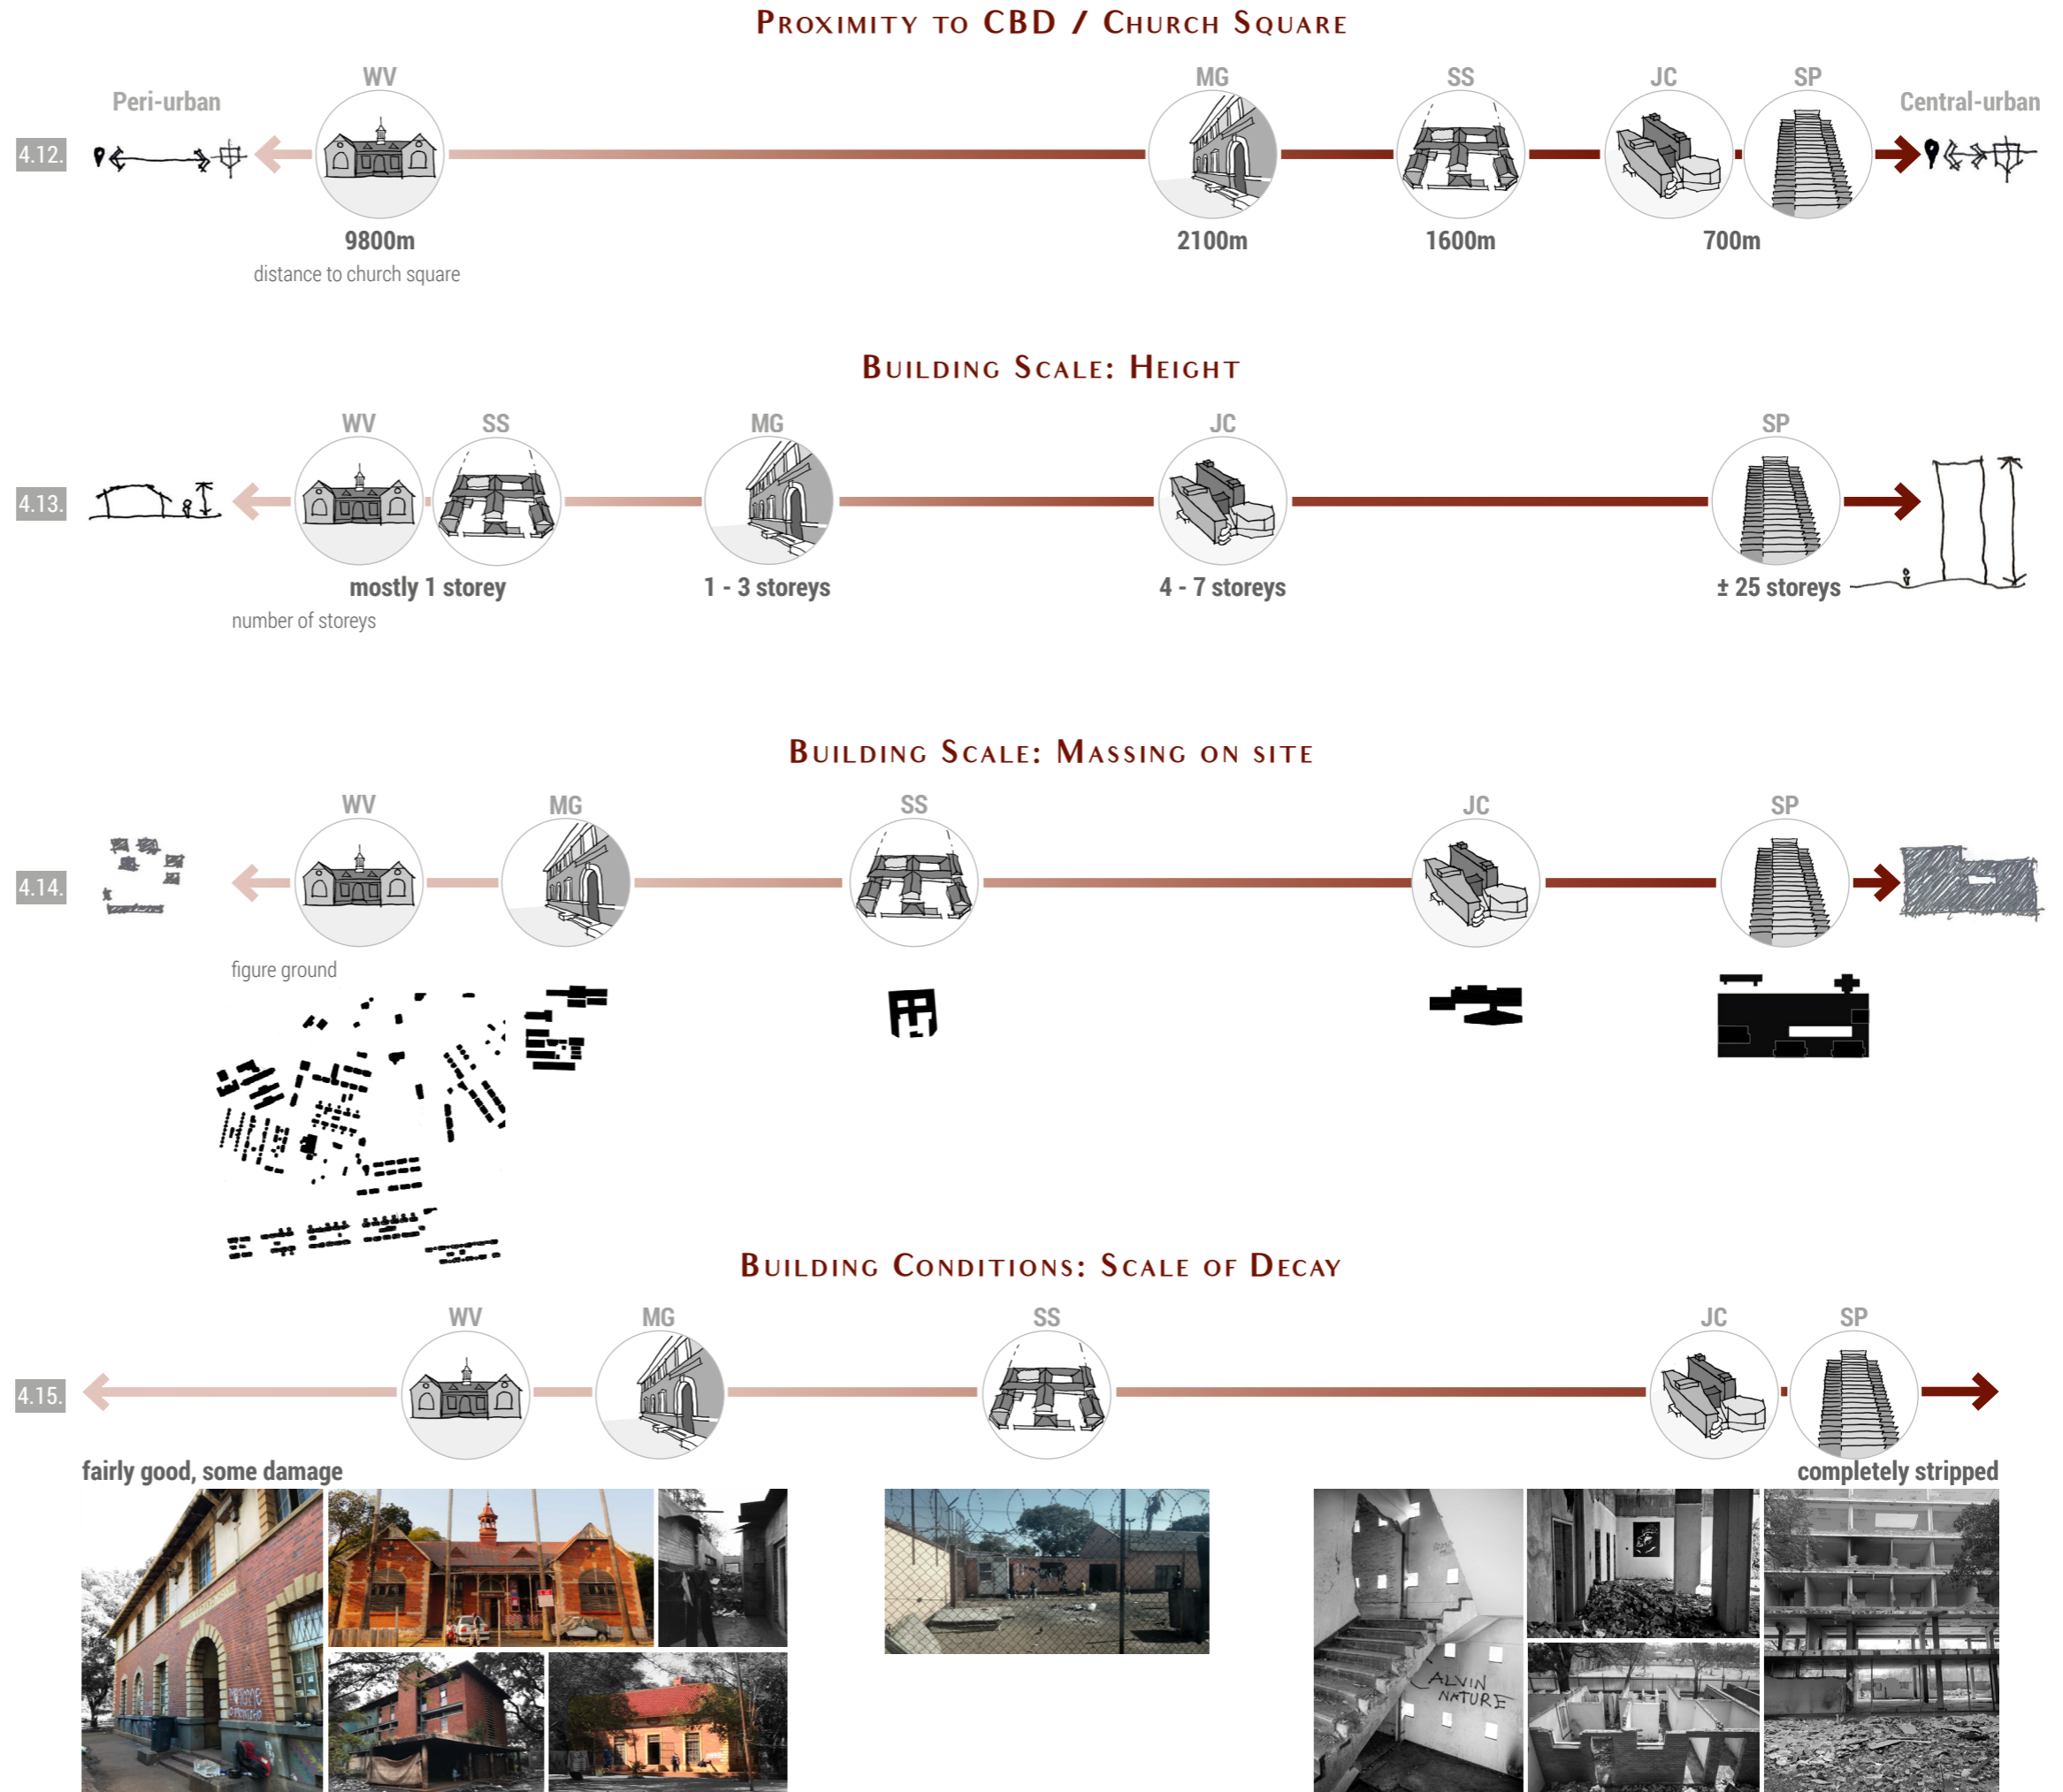 PROXIMITY TO CBD / CHURCH SQUARE
WV
MG
SS
JC
SP
Peri-urban
Central-urban
4.12.
9800m
2100m
1600m
700m
distance to church square
BUILDING SCALE: HEIGHT
WV
SS
MG
JC
SP
4.13.
mostly 1 storey
1 - 3 storeys
4 - 7 storeys
± 25 storeys
number of storeys
BUILDING SCALE: MASSING ON SITE
WV
MG
SS
JC
SP
4.14.
figure ground
BUILDING CONDITIONS: SCALE OF DECAY
WV
MG
SS
JC
SP
4.15.
fairly good, some damage
completely stripped
ALVIN
NATURE